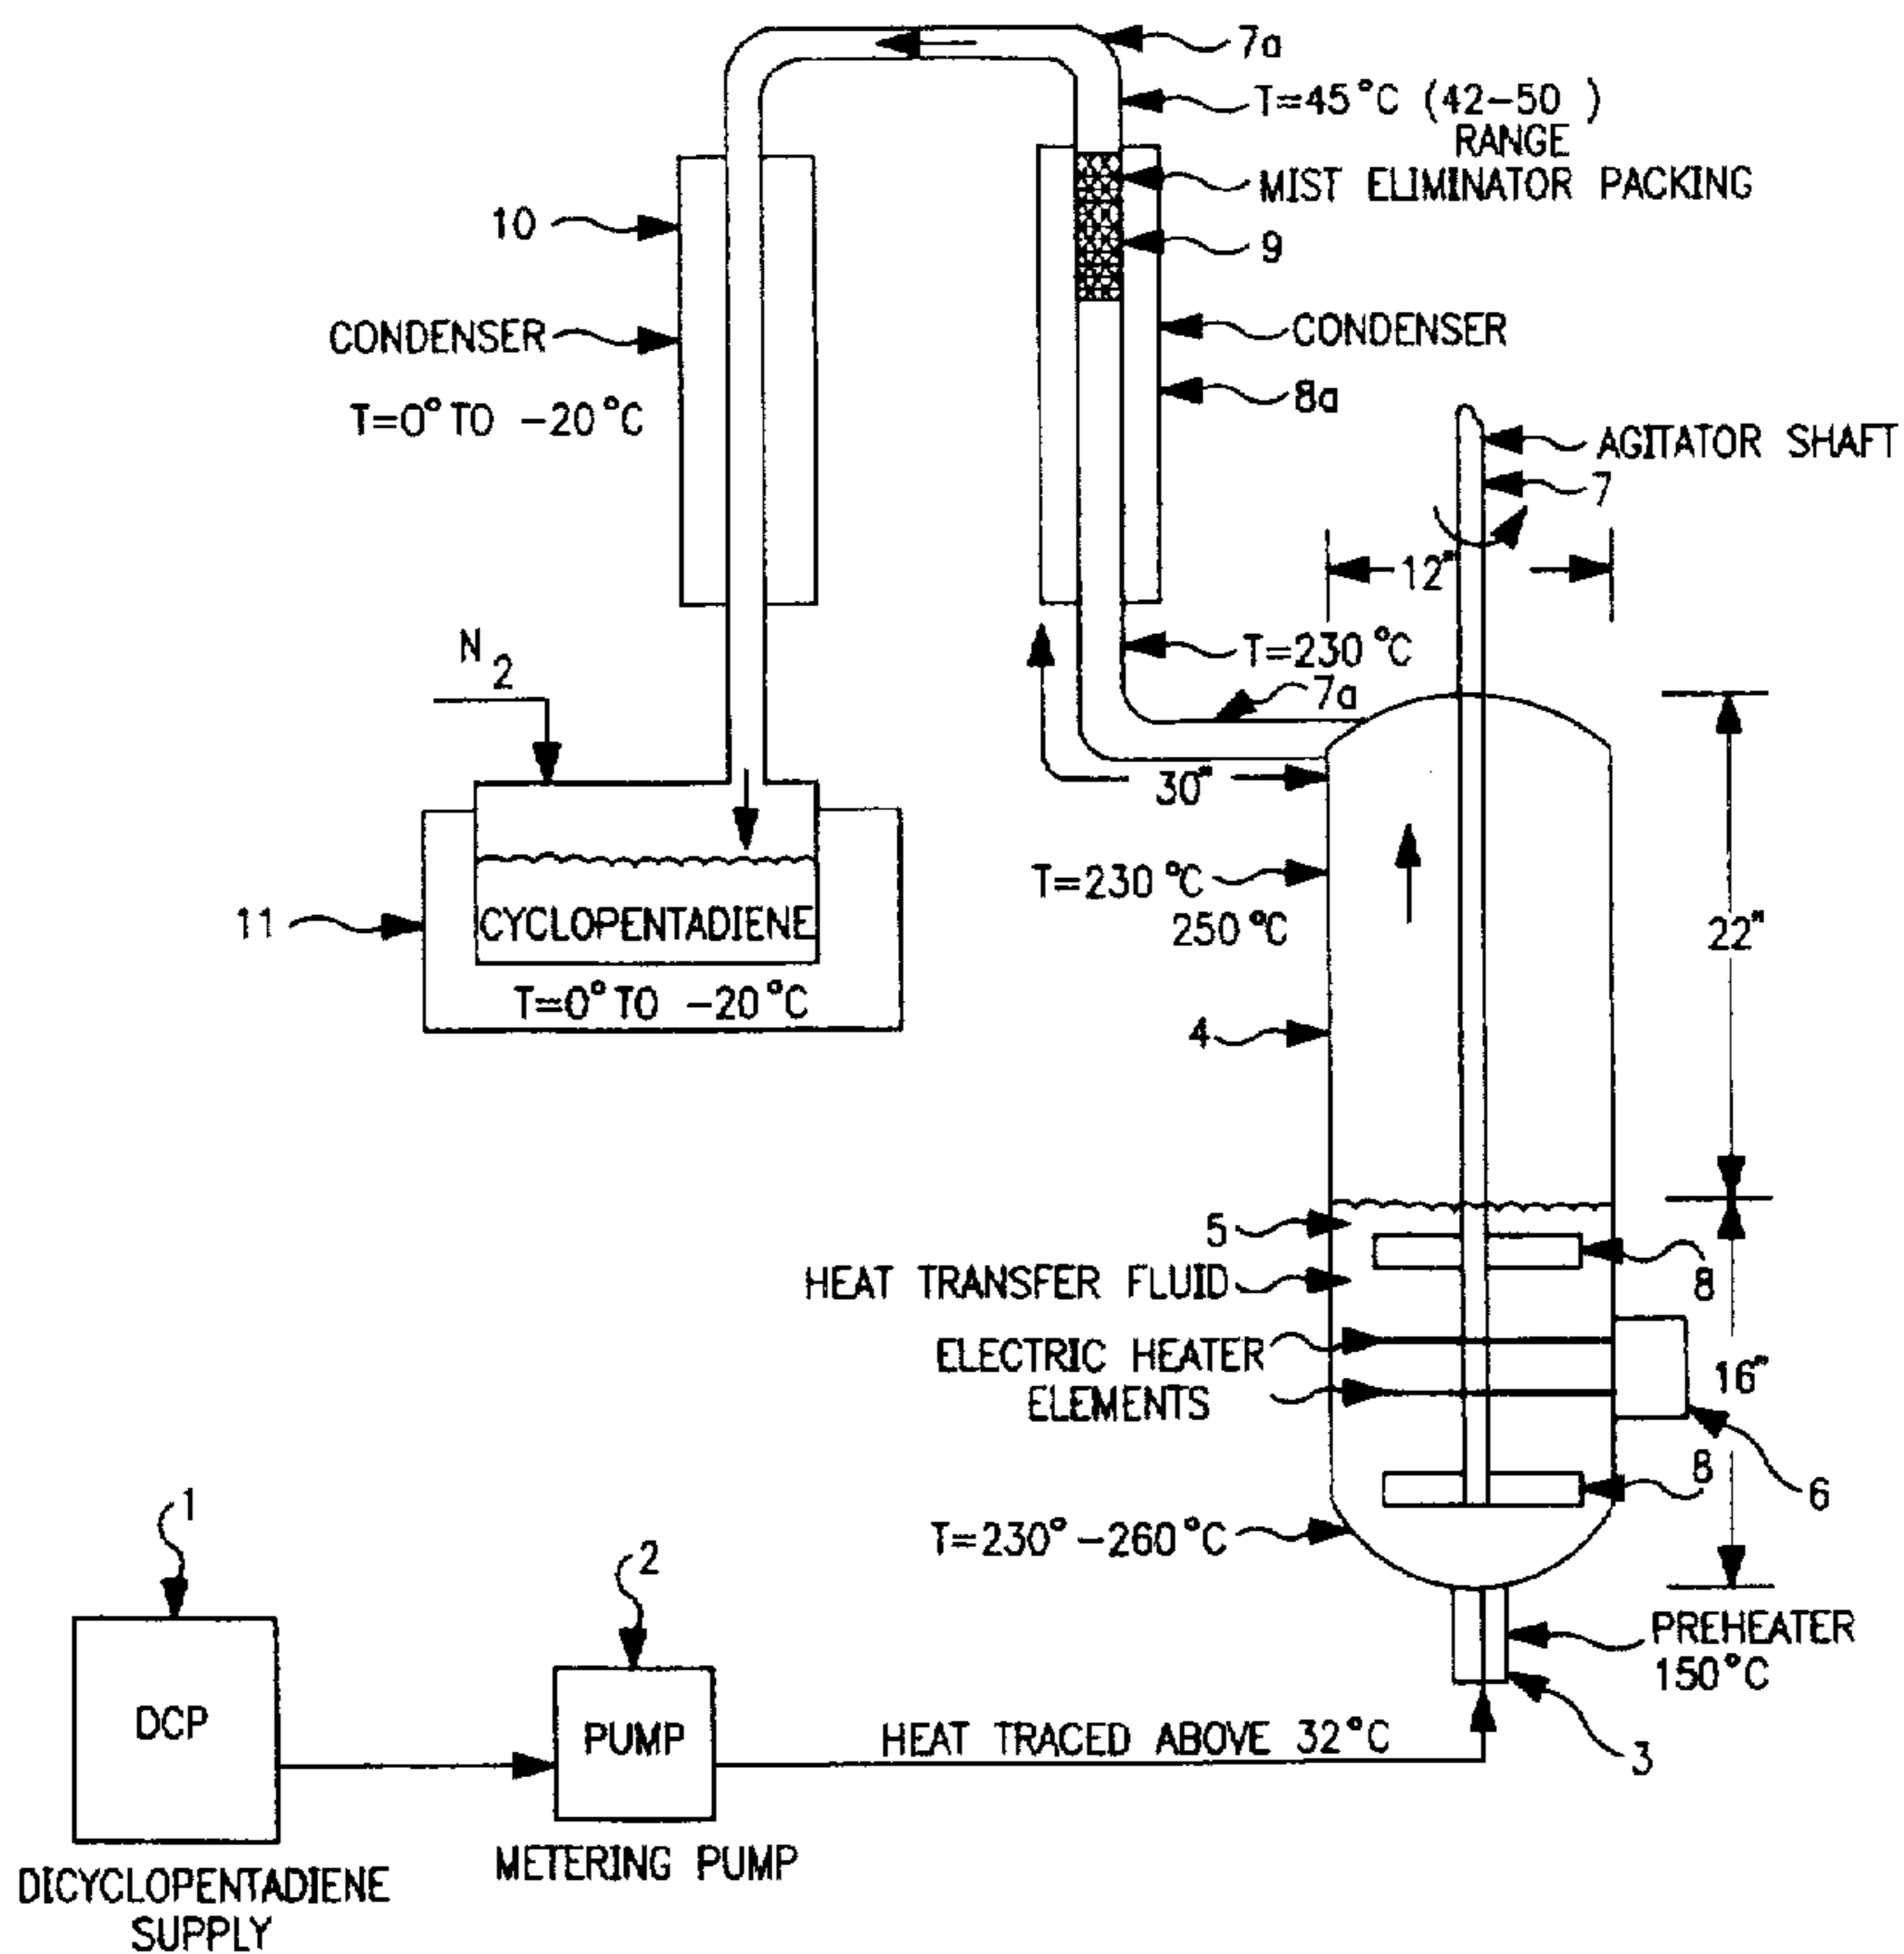 7a
T=45°C (42-50 )
RANGE
MIST ELIMINATOR PACKING
10
9
CONDENSER
CONDENSER
8a
T=0° TO -20°C
AGITATOR SHAFT
7
12"
N2
T=230°C
7a
30"
T=230°C
250°C
11
CYCLOPENTADIENE
22"
T=0° TO -20°C
4
5
8
HEAT TRANSFER FLUID
ELECTRIC HEATER
ELEMENTS
16"
8
6
1
T=230°-260°C
2
PREHEATER
150°C
DCP
PUMP
HEAT TRACED ABOVE 32°C
3
METERING PUMP
DICYCLOPENTADIENE
SUPPLY